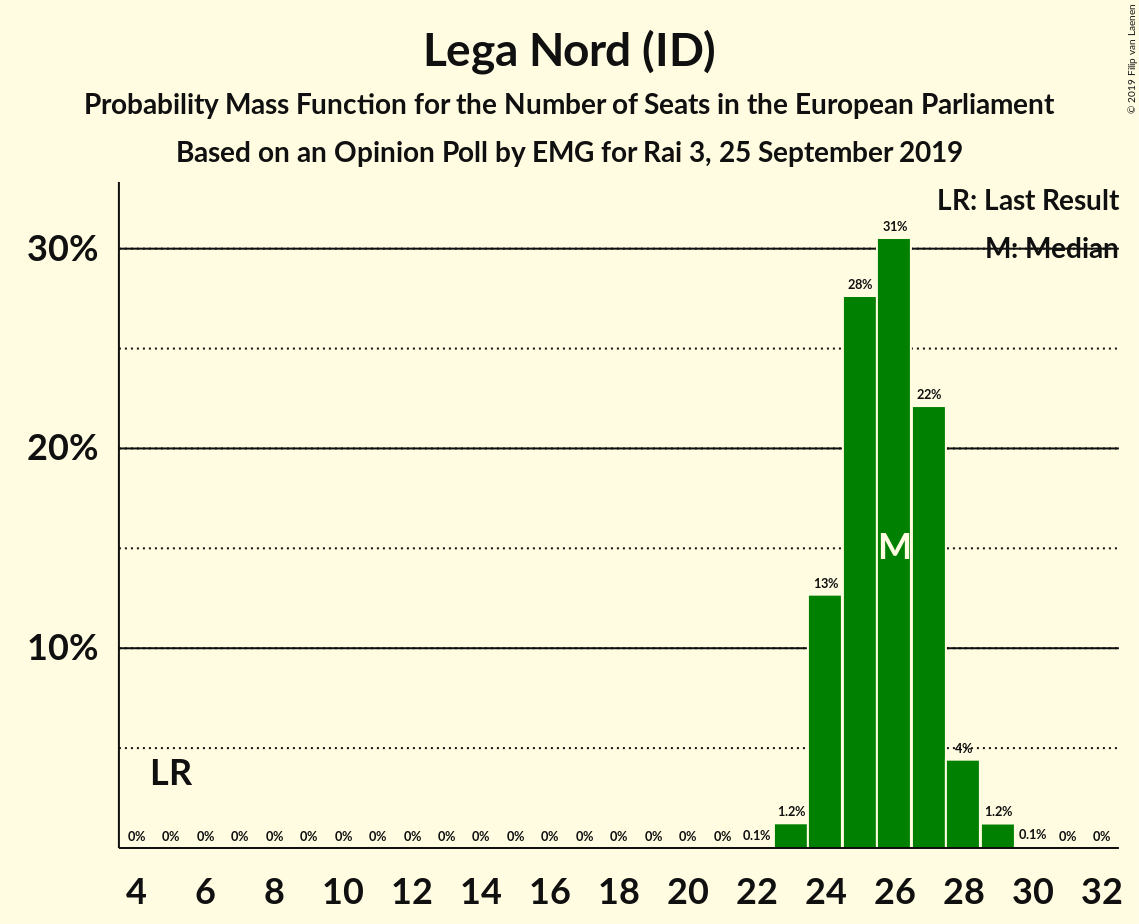 Lega Nord (ID)
Probability Mass Function for the Number of Seats in the European Parliament
Based on an Opinion Poll by EMG for Rai 3, 25 September 2019
© 2019 Filip van Laenen
LR: Last Result
M: Median
30%
20%
10%
31%
28%
22%
13%
4%
1.2%
1.2%
M
LR
0% 0% 0% 0% 0% 0% 0% 0% 0% 0% 0% 0% 0% 0% 0% 0% 0% 0% 0.1% 0.1% 0% 0%
4 6 8 10 12 14 16 18 20 22 24 26 28 30 32